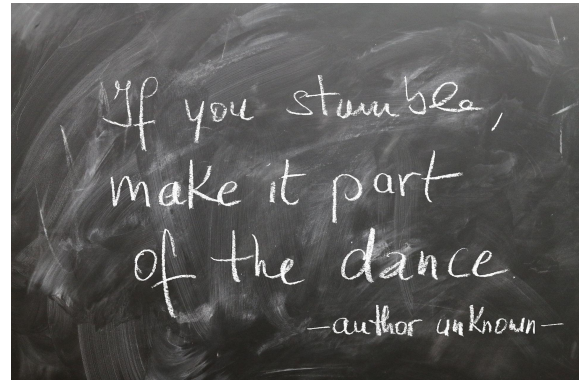 If you stumble,
make it part
of the dance.
-author unknown-